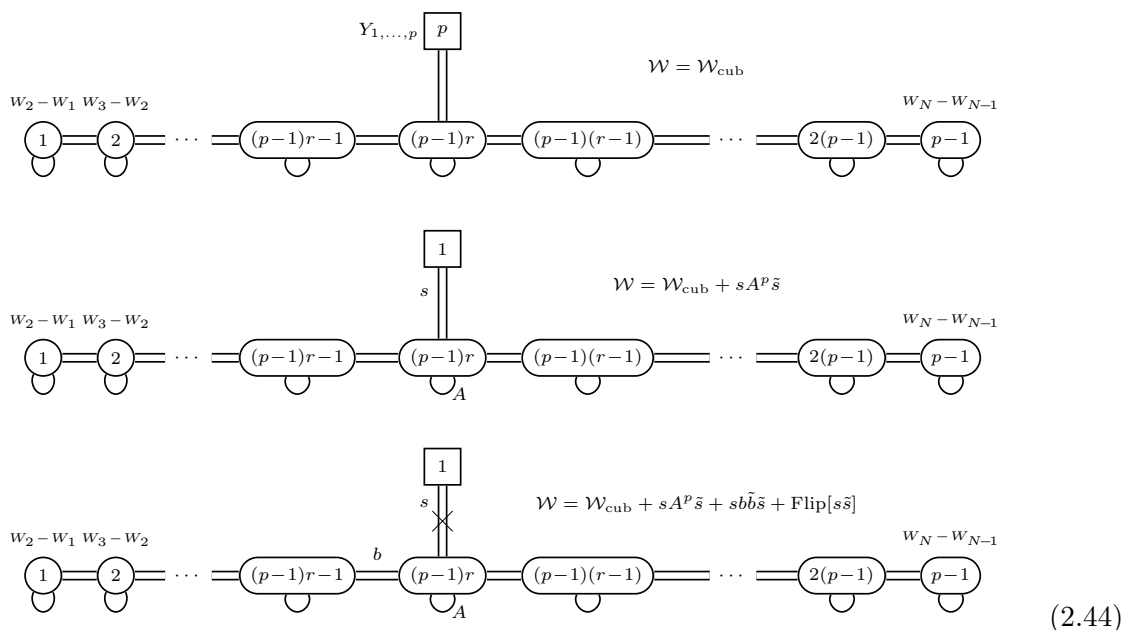 Y_{1,...,p} p
𝒲 = 𝒲_cub
W_2 − W_1 W_3 − W_2 W_N − W_{N−1}
1 2 ... (p−1)r−1 (p−1)r (p−1)(r−1) ... 2(p−1) p−1
1
s 𝒲 = 𝒲_cub + sA^p s̃
W_2 − W_1 W_3 − W_2 W_N − W_{N−1}
1 2 ... (p−1)r−1 (p−1)r (p−1)(r−1) ... 2(p−1) p−1
A
1
s 𝒲 = 𝒲_cub + sA^p s̃ + sbb̃s̃ + Flip[ss̃]
W_2 − W_1 W_3 − W_2 b W_N − W_{N−1}
1 2 ... (p−1)r−1 (p−1)r (p−1)(r−1) ... 2(p−1) p−1
A
(2.44)